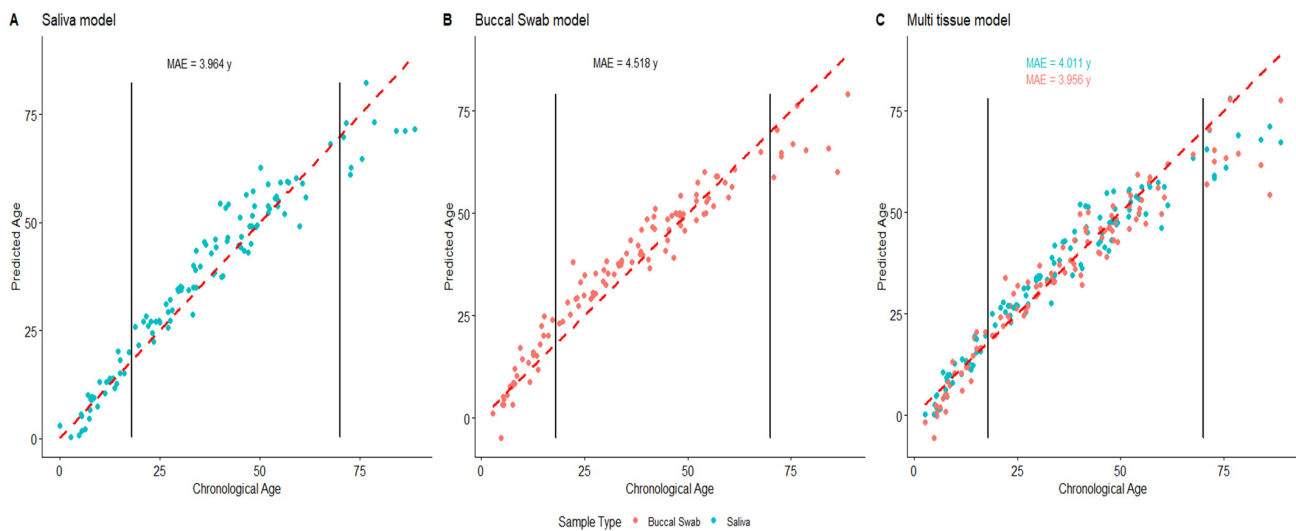 A Saliva model
MAE = 3.964 y
Predicted Age
75
50
25
0
0 25 50 75
Chronological Age
B Buccal Swab model
MAE = 4.518 y
Predicted Age
75
50
25
0
25 50 75
Chronological Age
C Multi tissue model
MAE = 4.011 y
MAE = 3.956 y
Predicted Age
75
50
25
0
25 50 75
Chronological Age
Sample Type Buccal Swab Saliva